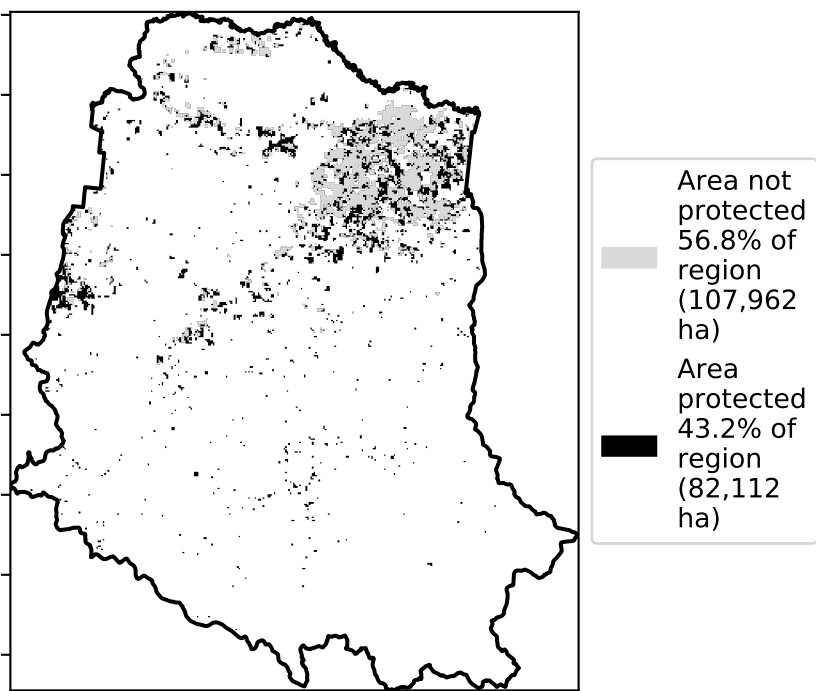 Area not
protected
56.8% of
region
(107,962
ha)
Area
protected
43.2% of
region
(82,112
ha)